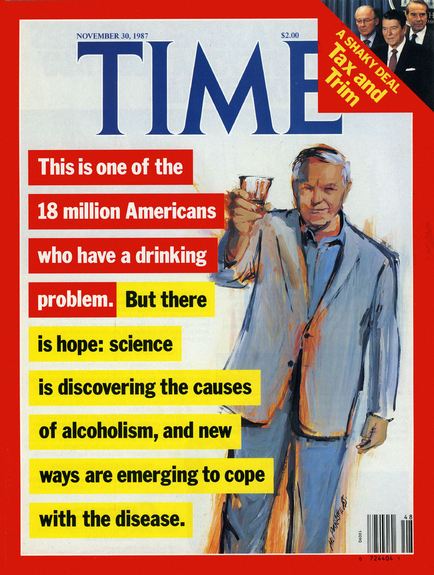 NOVEMBER 30, 1987
$2.00
TIME
A SHAKY DEAL
Tax and
Trim
This is one of the
18 million Americans
who have a drinking
problem. But there
is hope: science
is discovering the causes
of alcoholism, and new
ways are emerging to cope
with the disease.
48